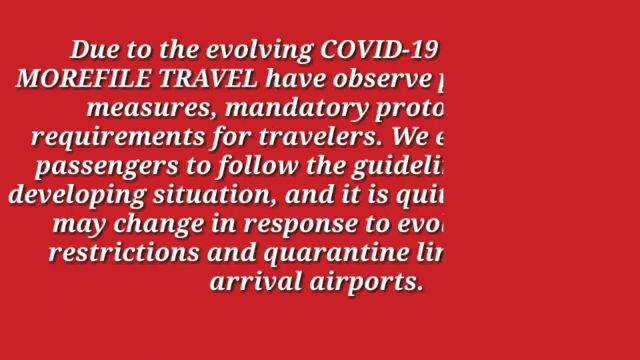 Due to the evolving COVID-19
MOREFILE TRAVEL have observe
measures, mandatory
requirements for travelers. We
passengers to follow the
developing situation, and it is
may change in response to
restrictions and quarantine
arrival airports.